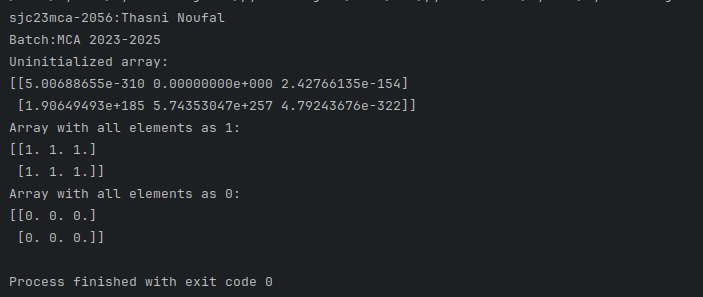 sjc23mca-2056:Thasni Noufal
Batch:MCA 2023-2025
Uninitialized array:
[[5.00688655e-310 0.00000000e+000 2.42766135e-154]
 [1.90649493e+185 5.74353047e+257 4.79243676e-322]]
Array with all elements as 1:
[[1. 1. 1.]
 [1. 1. 1.]]
Array with all elements as 0:
[[0. 0. 0.]
 [0. 0. 0.]]
Process finished with exit code 0